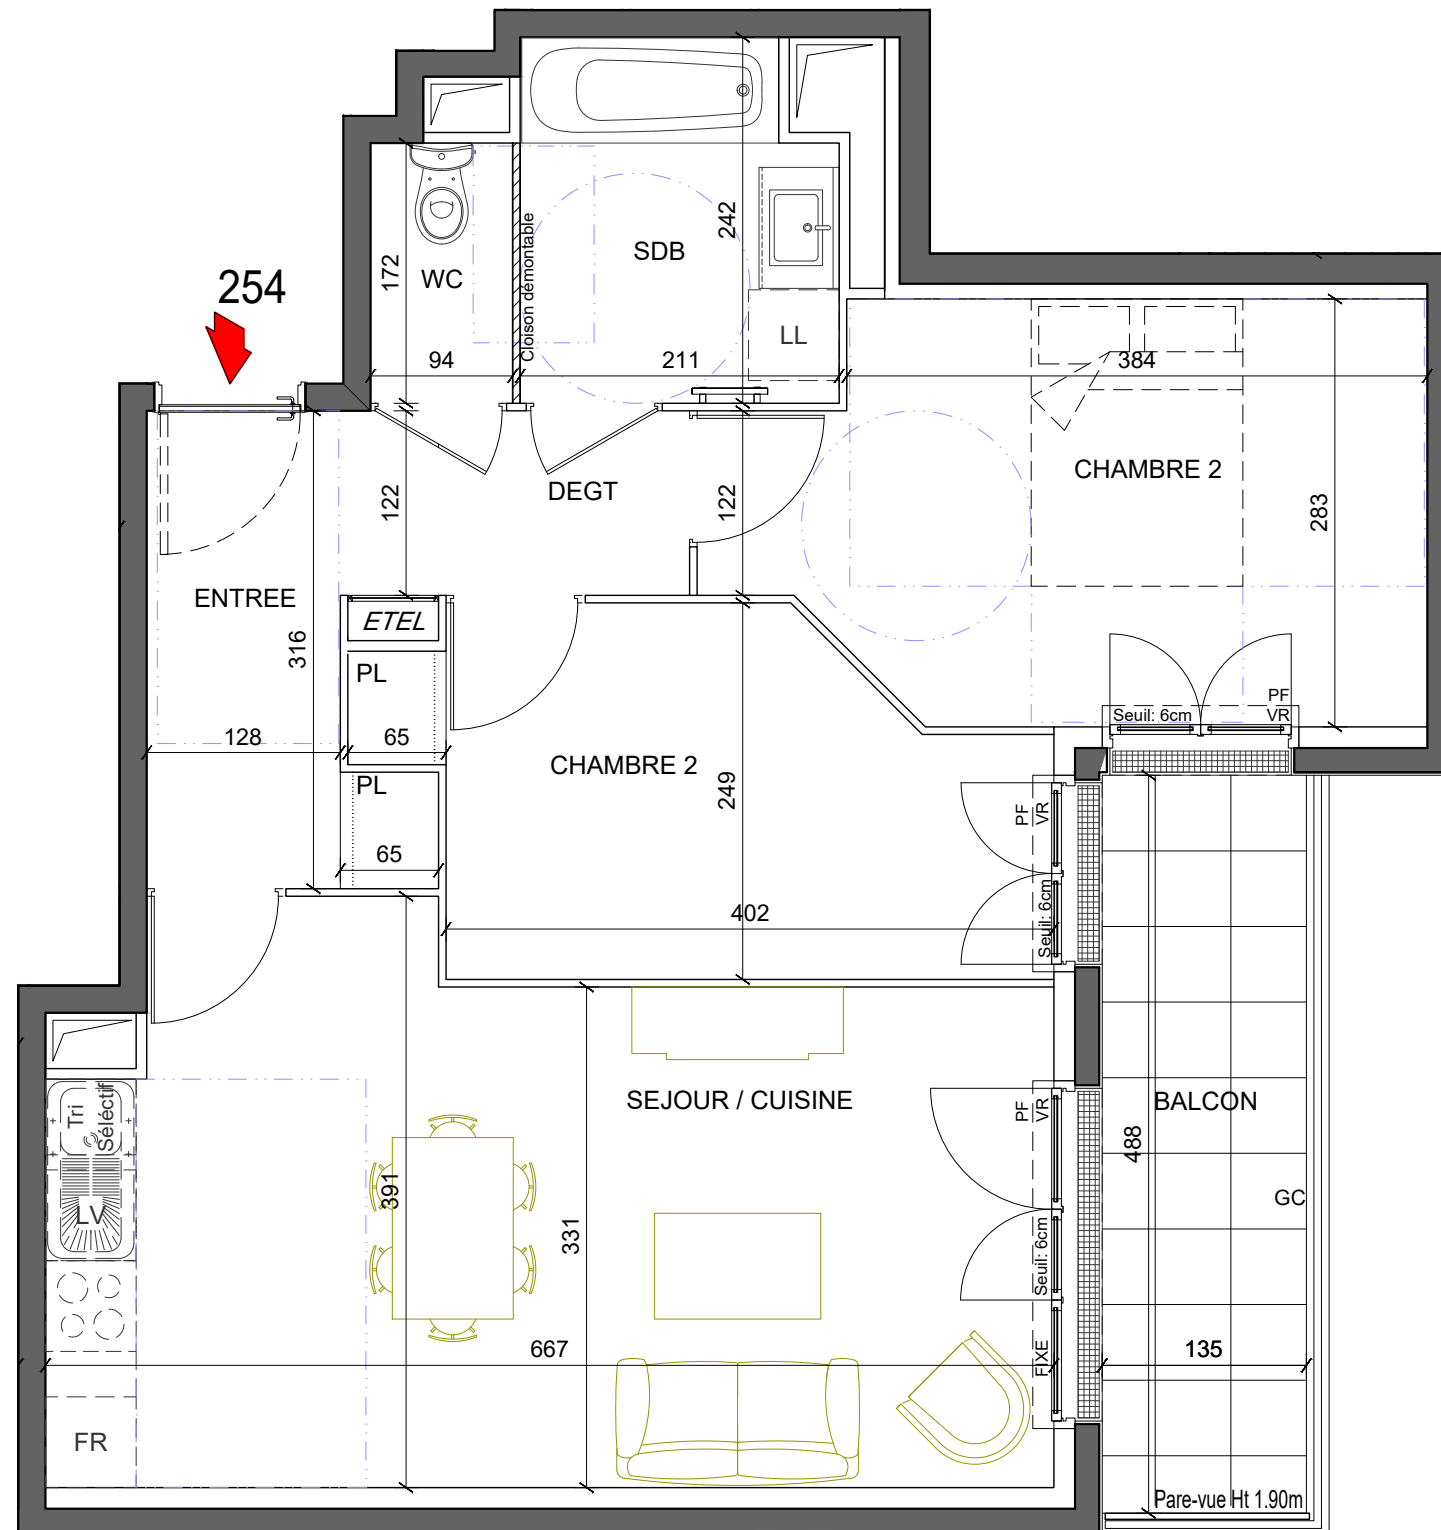 242
SDB
Cloison démontable
172
WC
254
94
211
LL
384
CHAMBRE 2
283
122
DEGT
122
ENTREE
316
ETEL
PL
128
65
PL
65
CHAMBRE 2
249
402
Seuil: 6cm
PF
VR
PF
VR
Seuil: 6cm
SEJOUR / CUISINE
PF
VR
Seuil: 6cm
FIXE
BALCON
488
GC
135
Pare-vue Ht 1.90m
Tri
Séléctif
LV
391
331
667
FR